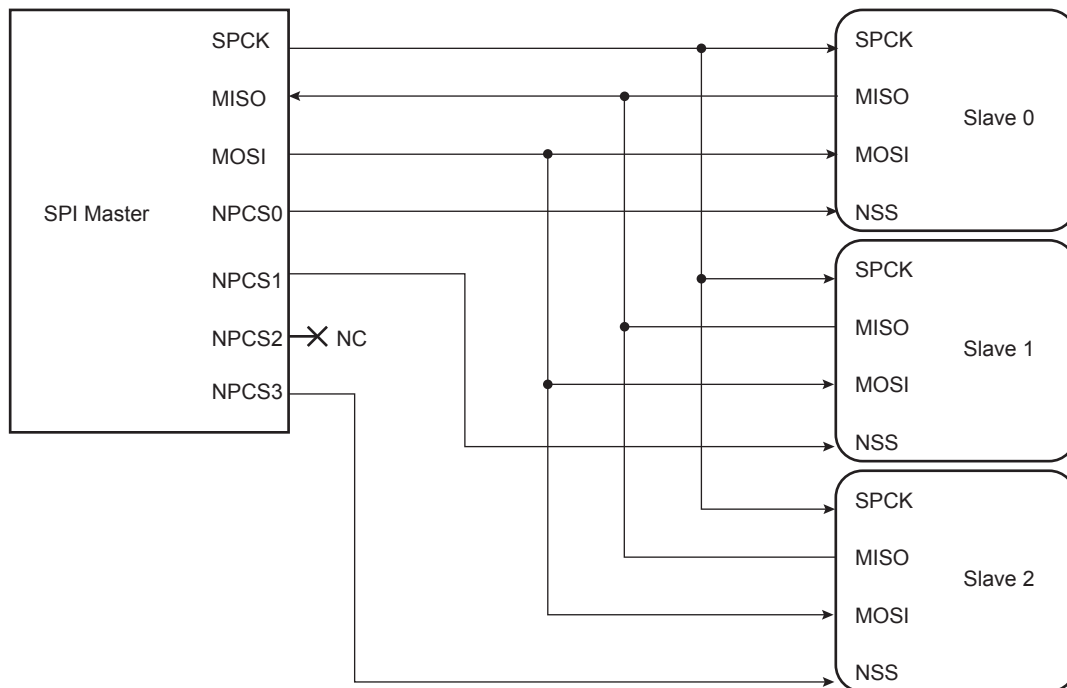 SPCK
MISO
MOSI
SPI Master
NPCS0
NPCS1
NPCS2
NC
NPCS3
SPCK
MISO
Slave 0
MOSI
NSS
SPCK
MISO
Slave 1
MOSI
NSS
SPCK
MISO
Slave 2
MOSI
NSS